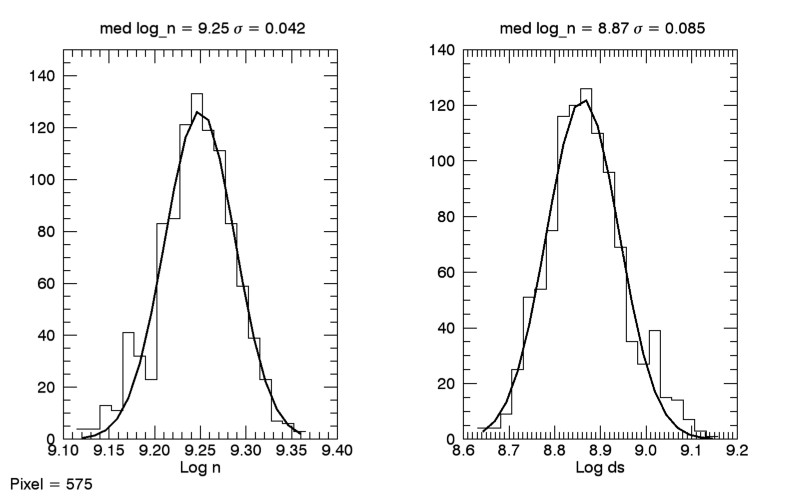 med log_n = 9.25 σ = 0.042
140
120
100
80
60
40
20
0
9.10 9.15 9.20 9.25 9.30 9.35 9.40
Log n
med log_n = 8.87 σ = 0.085
140
120
100
80
60
40
20
0
8.6 8.7 8.8 8.9 9.0 9.1 9.2
Log ds
Pixel = 575